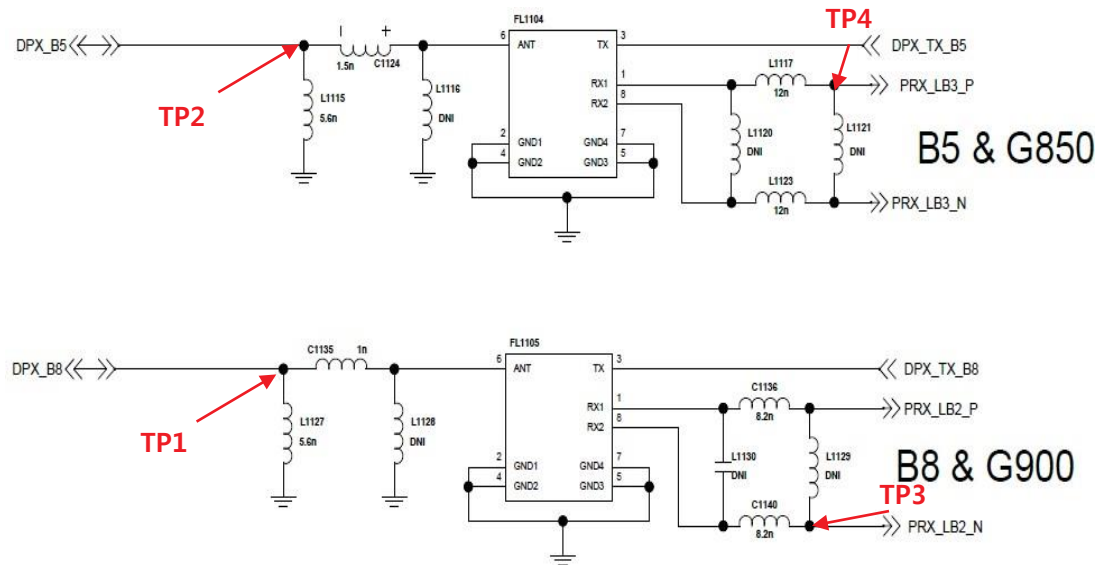 FL1104
DPX_B5
TP2
1.5n
C1124
- +
L1115
5.6n
L1116
DNI
6
ANT
TX
3
RX1
1
RX2
8
2
GND1
GND4
7
4
GND2
GND3
5
TP4
DPX_TX_B5
L1117
12n
PRX_LB3_P
L1120
DNI
L1121
DNI
L1123
12n
PRX_LB3_N
B5 & G850
FL1105
DPX_B8
TP1
C1135
1n
L1127
5.6n
L1128
DNI
6
ANT
TX
3
RX1
1
RX2
8
2
GND1
GND4
7
4
GND2
GND3
5
DPX_TX_B8
C1136
8.2n
PRX_LB2_P
L1130
DNI
L1129
DNI
C1140
8.2n
TP3
PRX_LB2_N
B8 & G900